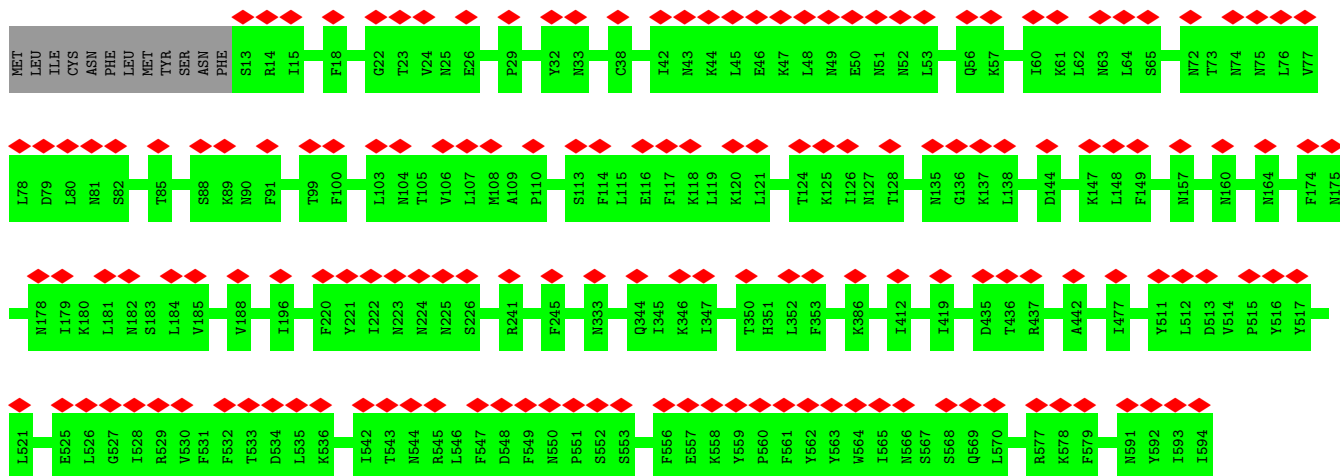 MET LEU ILE CYS ASN PHE LEU MET TYR SER ASN PHE S13 R14 I15 F18 G22 T23 V24 N25 E26 P29 Y32 N33 C38 I42 N43 K44 L45 E46 K47 L48 N49 E50 N51 N52 L53 Q56 K57 I60 K61 L62 N63 L64 S65 N72 T73 N74 N75 L76 V77
L78 D79 L80 N81 S82 T85 S88 K89 N90 F91 T99 F100 L103 N104 T105 V106 L107 M108 A109 P110 S113 F114 L115 E116 F117 K118 L119 K120 L121 T124 K125 I126 N127 T128 N135 G136 K137 L138 D144 K147 L148 F149 N157 N160 N164 F174 N175
N178 I179 K180 L181 N182 S183 L184 V185 V188 I196 F220 Y221 I222 N223 N224 N225 S226 R241 F245 N333 Q344 I345 K346 I347 T350 H351 L352 F353 K386 I412 I419 D435 T436 R437 A442 I477 Y511 L512 D513 V514 P515 Y516 Y517
L521 E525 L526 G527 I528 R529 V530 F531 F532 T533 D534 L535 K536 I542 T543 N544 R545 L546 F547 D548 F549 N550 P551 S552 S553 F556 E557 K558 Y559 P560 F561 Y562 Y563 W564 I565 N566 S567 S568 Q569 L570 R577 K578 F579 N591 Y592 I593 I594